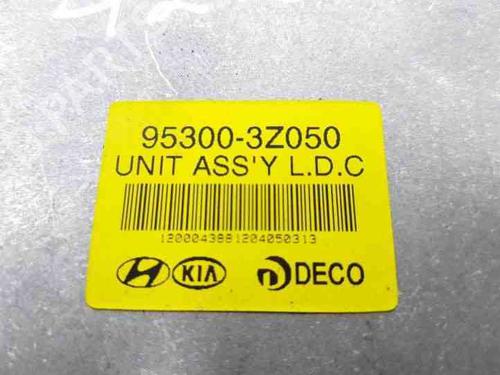 95300-3Z050
UNIT ASS'Y L.D.C
1200043881204050313
KIA DECO